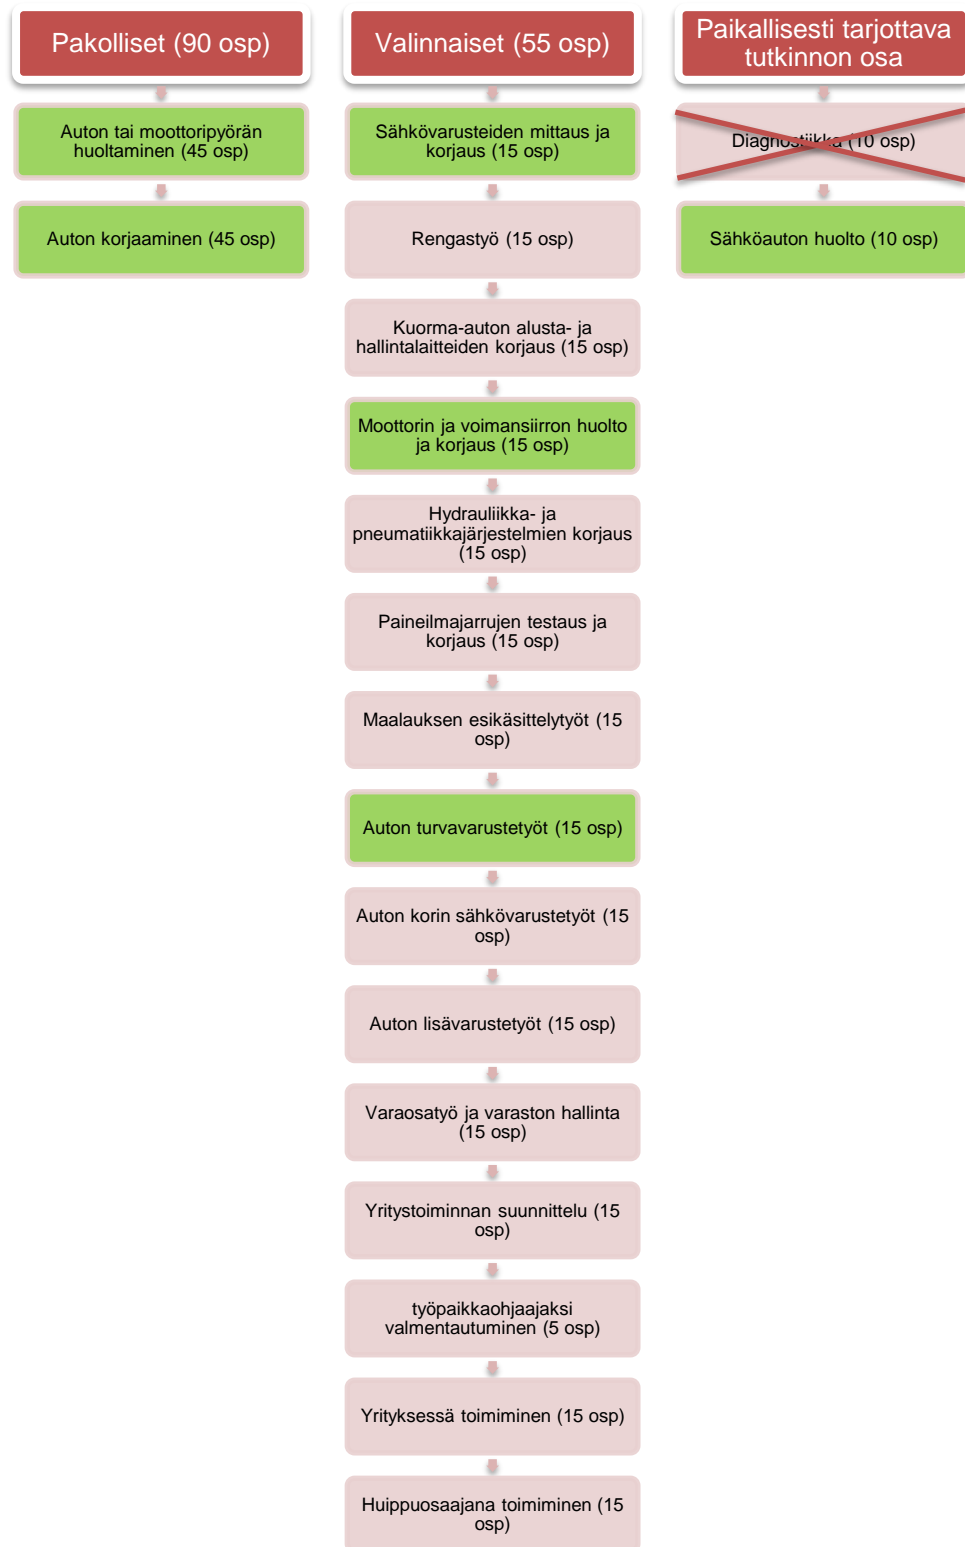 Pakolliset (90 osp)
Auton tai moottoripyörän
huoltaminen (45 osp)
Auton korjaaminen (45 osp)
Valinnaiset (55 osp)
Sähkövarusteiden mittaus ja
korjaus (15 osp)
Rengastyö (15 osp)
Kuorma-auton alusta- ja
hallintalaitteiden korjaus (15 osp)
Moottorin ja voimansiirron huolto
ja korjaus (15 osp)
Hydrauliikka- ja
pneumatiikkajärjestelmien korjaus
(15 osp)
Paineilmajarrujen testaus ja
korjaus (15 osp)
Maalauksen esikäsittelytyöt (15
osp)
Auton turvavarustetyöt (15 osp)
Auton korin sähkövarustetyöt (15
osp)
Auton lisävarustetyöt (15 osp)
Varaosatyö ja varaston hallinta
(15 osp)
Yritystoiminnan suunnittelu (15
osp)
työpaikkaohjaajaksi
valmentautuminen (5 osp)
Yrityksessä toimiminen (15 osp)
Huippuosaajana toimiminen (15
osp)
Paikallisesti tarjottava
tutkinnon osa
Diagnostiikka (10 osp)
Sähköauton huolto (10 osp)